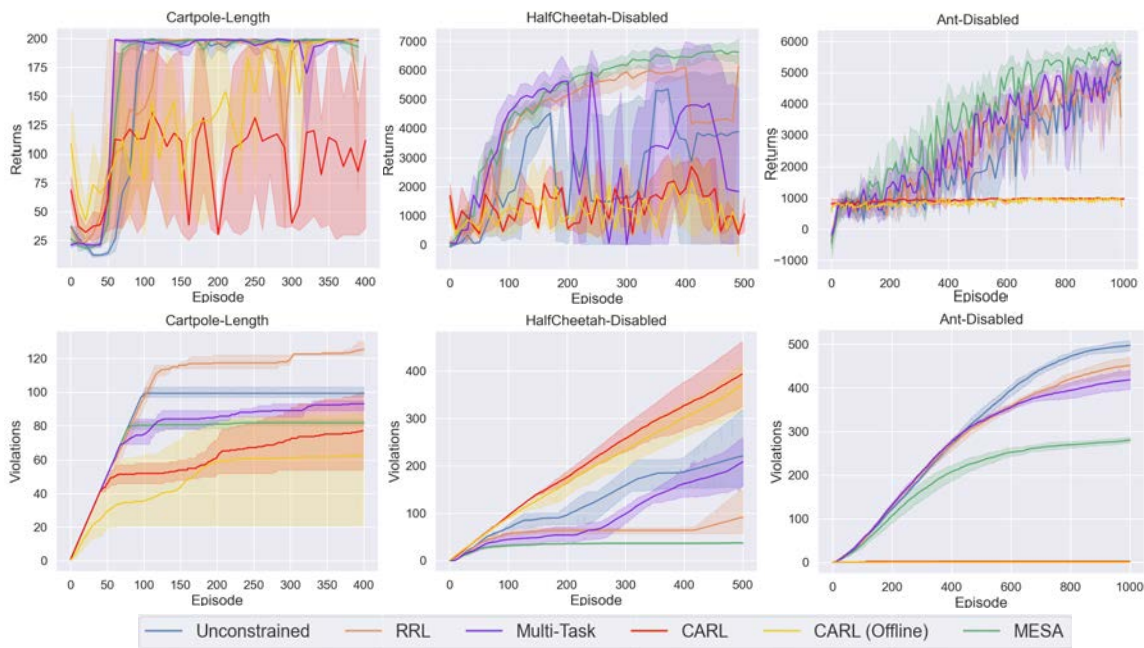 Cartpole-Length
HalfCheetah-Disabled
Ant-Disabled
Returns
200
175
150
125
100
75
50
25
0 50 100 150 200 250 300 350 400
Episode
Returns
7000
6000
5000
4000
3000
2000
1000
0
0 100 200 300 400 500
Episode
Returns
6000
5000
4000
3000
2000
1000
0
−1000
0 200 400 600 800 1000
Episode
Cartpole-Length
HalfCheetah-Disabled
Ant-Disabled
Violations
120
100
80
60
40
20
0
0 50 100 150 200 250 300 350 400
Episode
Violations
400
300
200
100
0
0 100 200 300 400 500
Episode
Violations
500
400
300
200
100
0
0 200 400 600 800 1000
Episode
Unconstrained RRL Multi-Task CARL CARL (Offline) MESA